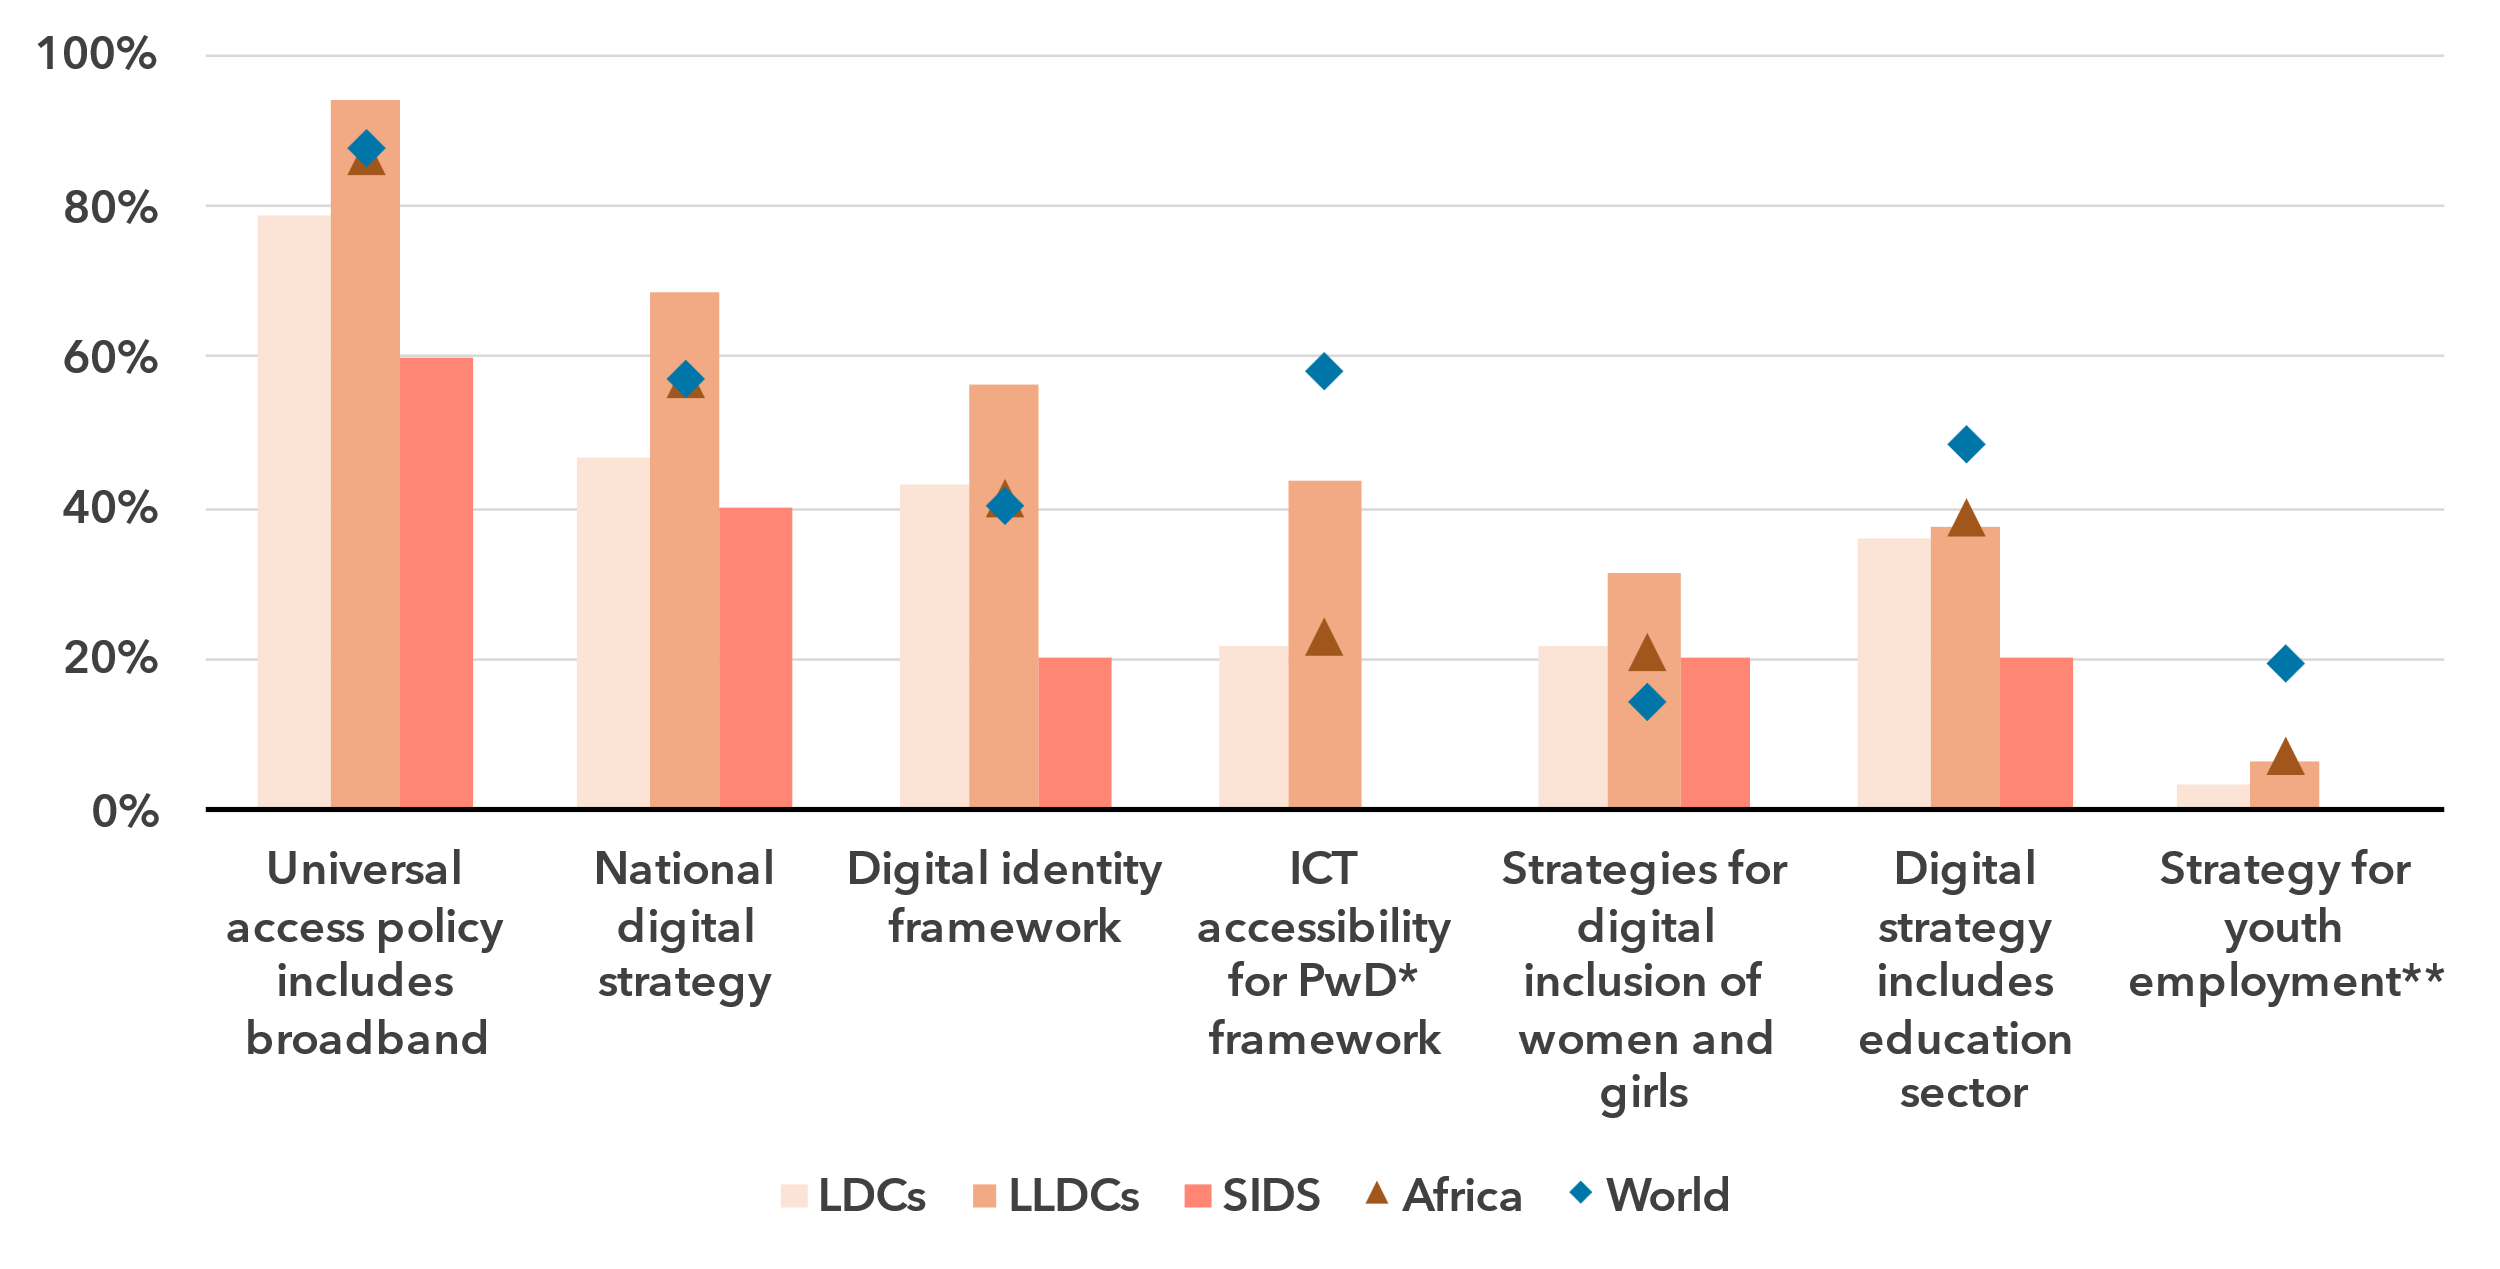 100%
80%
60%
40%
20%
0%
Universal
access policy
includes
broadband
National
digital
strategy
Digital identity
framework
ICT
accessibility
for PwD*
framework
Strategies for
digital
inclusion of
women and
girls
Digital
strategy
includes
education
sector
Strategy for
youth
employment**
LDCs LLDCs SIDS Africa World